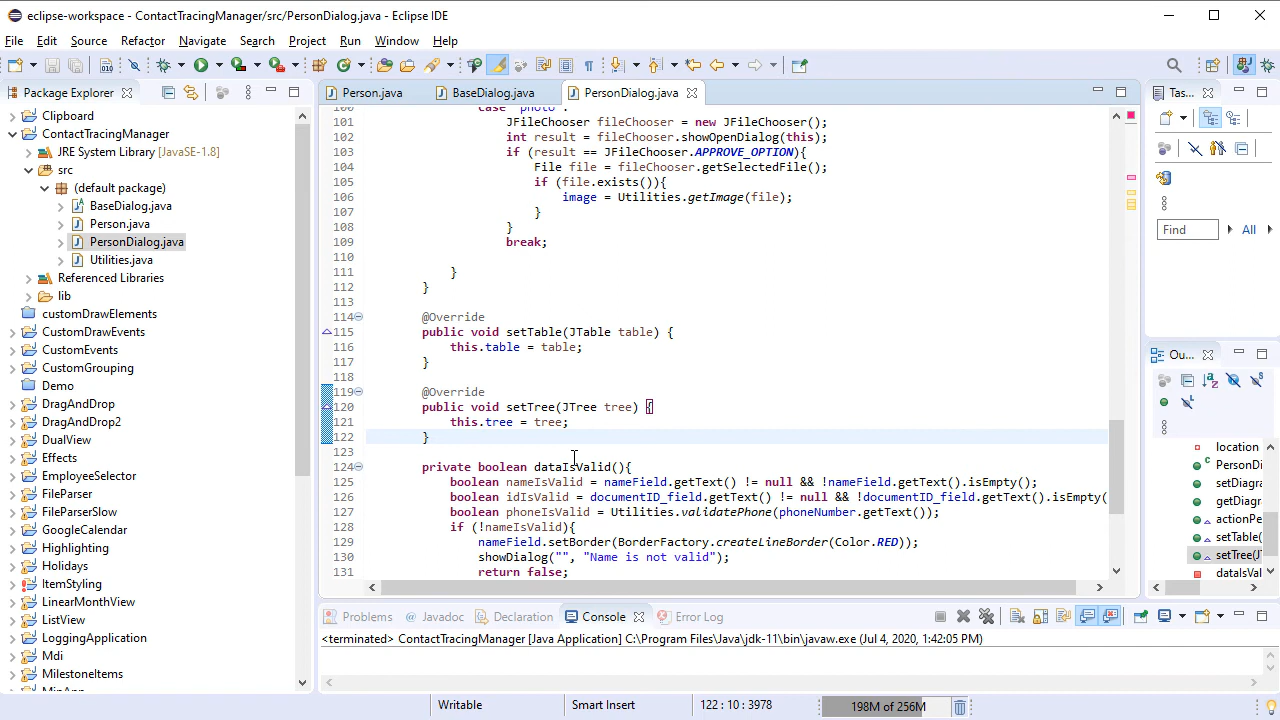 eclipse-workspace - ContactTracingManager/src/PersonDialog.java - Eclipse IDE
File Edit Source Refactor Navigate Search Project Run Window Help
Package Explorer
Clipboard
ContactTracingManager
JRE System Library [JavaSE-1.8]
src
(default package)
BaseDialog.java
Person.java
PersonDialog.java
Utilities.java
Referenced Libraries
lib
customDrawElements
CustomDrawEvents
CustomEvents
CustomGrouping
Demo
DragAndDrop
DragAndDrop2
DualView
Effects
EmployeeSelector
FileParser
FileParserSlow
GoogleCalendar
Highlighting
Holidays
ItemStyling
LinearMonthView
ListView
LoggingApplication
Mdi
MilestoneItems
Person.java BaseDialog.java PersonDialog.java
100 case "photo":
101 JFileChooser fileChooser = new JFileChooser();
102 int result = fileChooser.showOpenDialog(this);
103 if (result == JFileChooser.APPROVE_OPTION){
104 File file = fileChooser.getSelectedFile();
105 if (file.exists()){
106 image = Utilities.getImage(file);
107 }
108 }
109 break;
110
111 }
112 }
113
114 @Override
115 public void setTable(JTable table) {
116 this.table = table;
117 }
118
119 @Override
120 public void setTree(JTree tree) {
121 this.tree = tree;
122 }
123
124 private boolean dataIsValid(){
125 boolean nameIsValid = nameField.getText() != null && !nameField.getText().isEmpty();
126 boolean idIsValid = documentID_field.getText() != null && !documentID_field.getText().isEmpty(
127 boolean phoneIsValid = Utilities.validatePhone(phoneNumber.getText());
128 if (!nameIsValid){
129 nameField.setBorder(BorderFactory.createLineBorder(Color.RED));
130 showDialog("", "Name is not valid");
131 return false;
Tas...
Find All
Ou...
location
PersonDi
setDiagra
getDiagra
actionPe
setTable(
setTree(J
dataIsVal
Problems Javadoc Declaration Console Error Log
<terminated> ContactTracingManager [Java Application] C:\Program Files\Java\jdk-11\bin\javaw.exe (Jul 4, 2020, 1:42:05 PM)
Writable Smart Insert 122 : 10 : 3978 198M of 256M